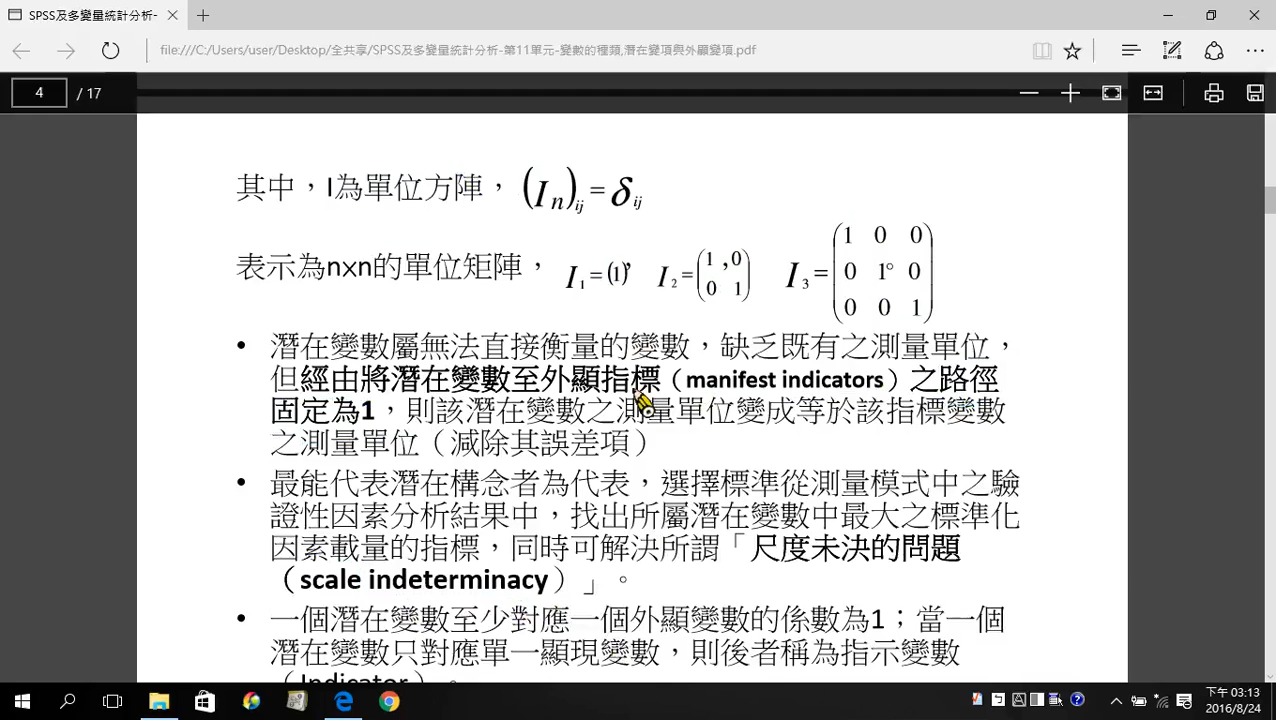 SPSS及多變量統計分析-
file:///C:/Users/user/Desktop/全共享/SPSS及多變量統計分析-第11單元-變數的種類,潛在變項與外顯變項.pdf
4 / 17
其中，I為單位方陣， (I n) ij = δ ij
表示為n×n的單位矩陣， I 1 = (1), I 2 = (1 , 0
0 1) I 3 = (1 0 0
0 1° 0
0 0 1)
• 潛在變數屬無法直接衡量的變數，缺乏既有之測量單位，
但經由將潛在變數至外顯指標（manifest indicators）之路徑
固定為1，則該潛在變數之測量單位變成等於該指標變數
之測量單位（減除其誤差項）
• 最能代表潛在構念者為代表，選擇標準從測量模式中之驗
證性因素分析結果中，找出所屬潛在變數中最大之標準化
因素載量的指標，同時可解決所謂「尺度未決的問題
（scale indeterminacy）」。
• 一個潛在變數至少對應一個外顯變數的係數為1；當一個
潛在變數只對應單一顯現變數，則後者稱為指示變數
（Indicator）。
下午 03:13
2016/8/24